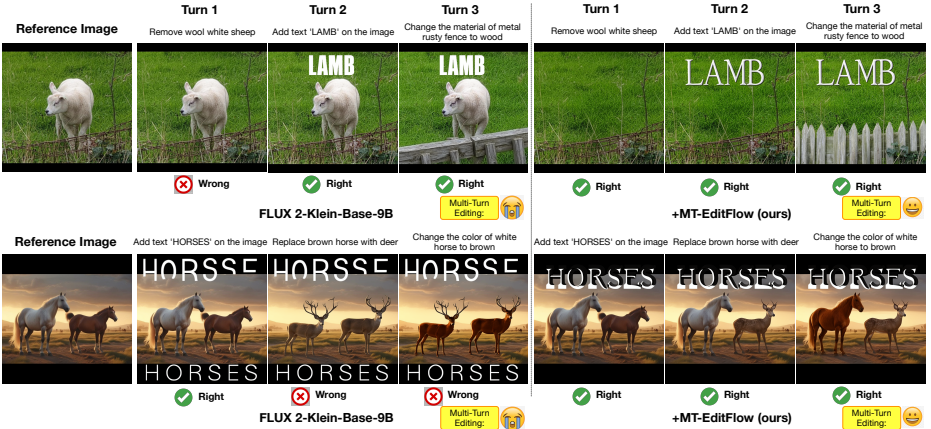 Turn 1 Turn 2 Turn 3 Turn 1 Turn 2 Turn 3
Reference Image
Remove wool white sheep
Add text 'LAMB' on the image
Change the material of metal
rusty fence to wood
Remove wool white sheep
Add text 'LAMB' on the image
Change the material of metal
rusty fence to wood
LAMB LAMB LAMB LAMB
Wrong Right Right Right Right Right
FLUX 2-Klein-Base-9B
Multi-Turn
Editing:
+MT-EditFlow (ours)
Multi-Turn
Editing:
Reference Image
Add text 'HORSES' on the image
Replace brown horse with deer
Change the color of white
horse to brown
Add text 'HORSES' on the image
Replace brown horse with deer
Change the color of white
horse to brown
HORSSE HORSSE HORSSE HORSES HORSES HORSES
HORSES HORSES HORSES
Right Wrong Wrong Right Right Right
FLUX 2-Klein-Base-9B
Multi-Turn
Editing:
+MT-EditFlow (ours)
Multi-Turn
Editing: